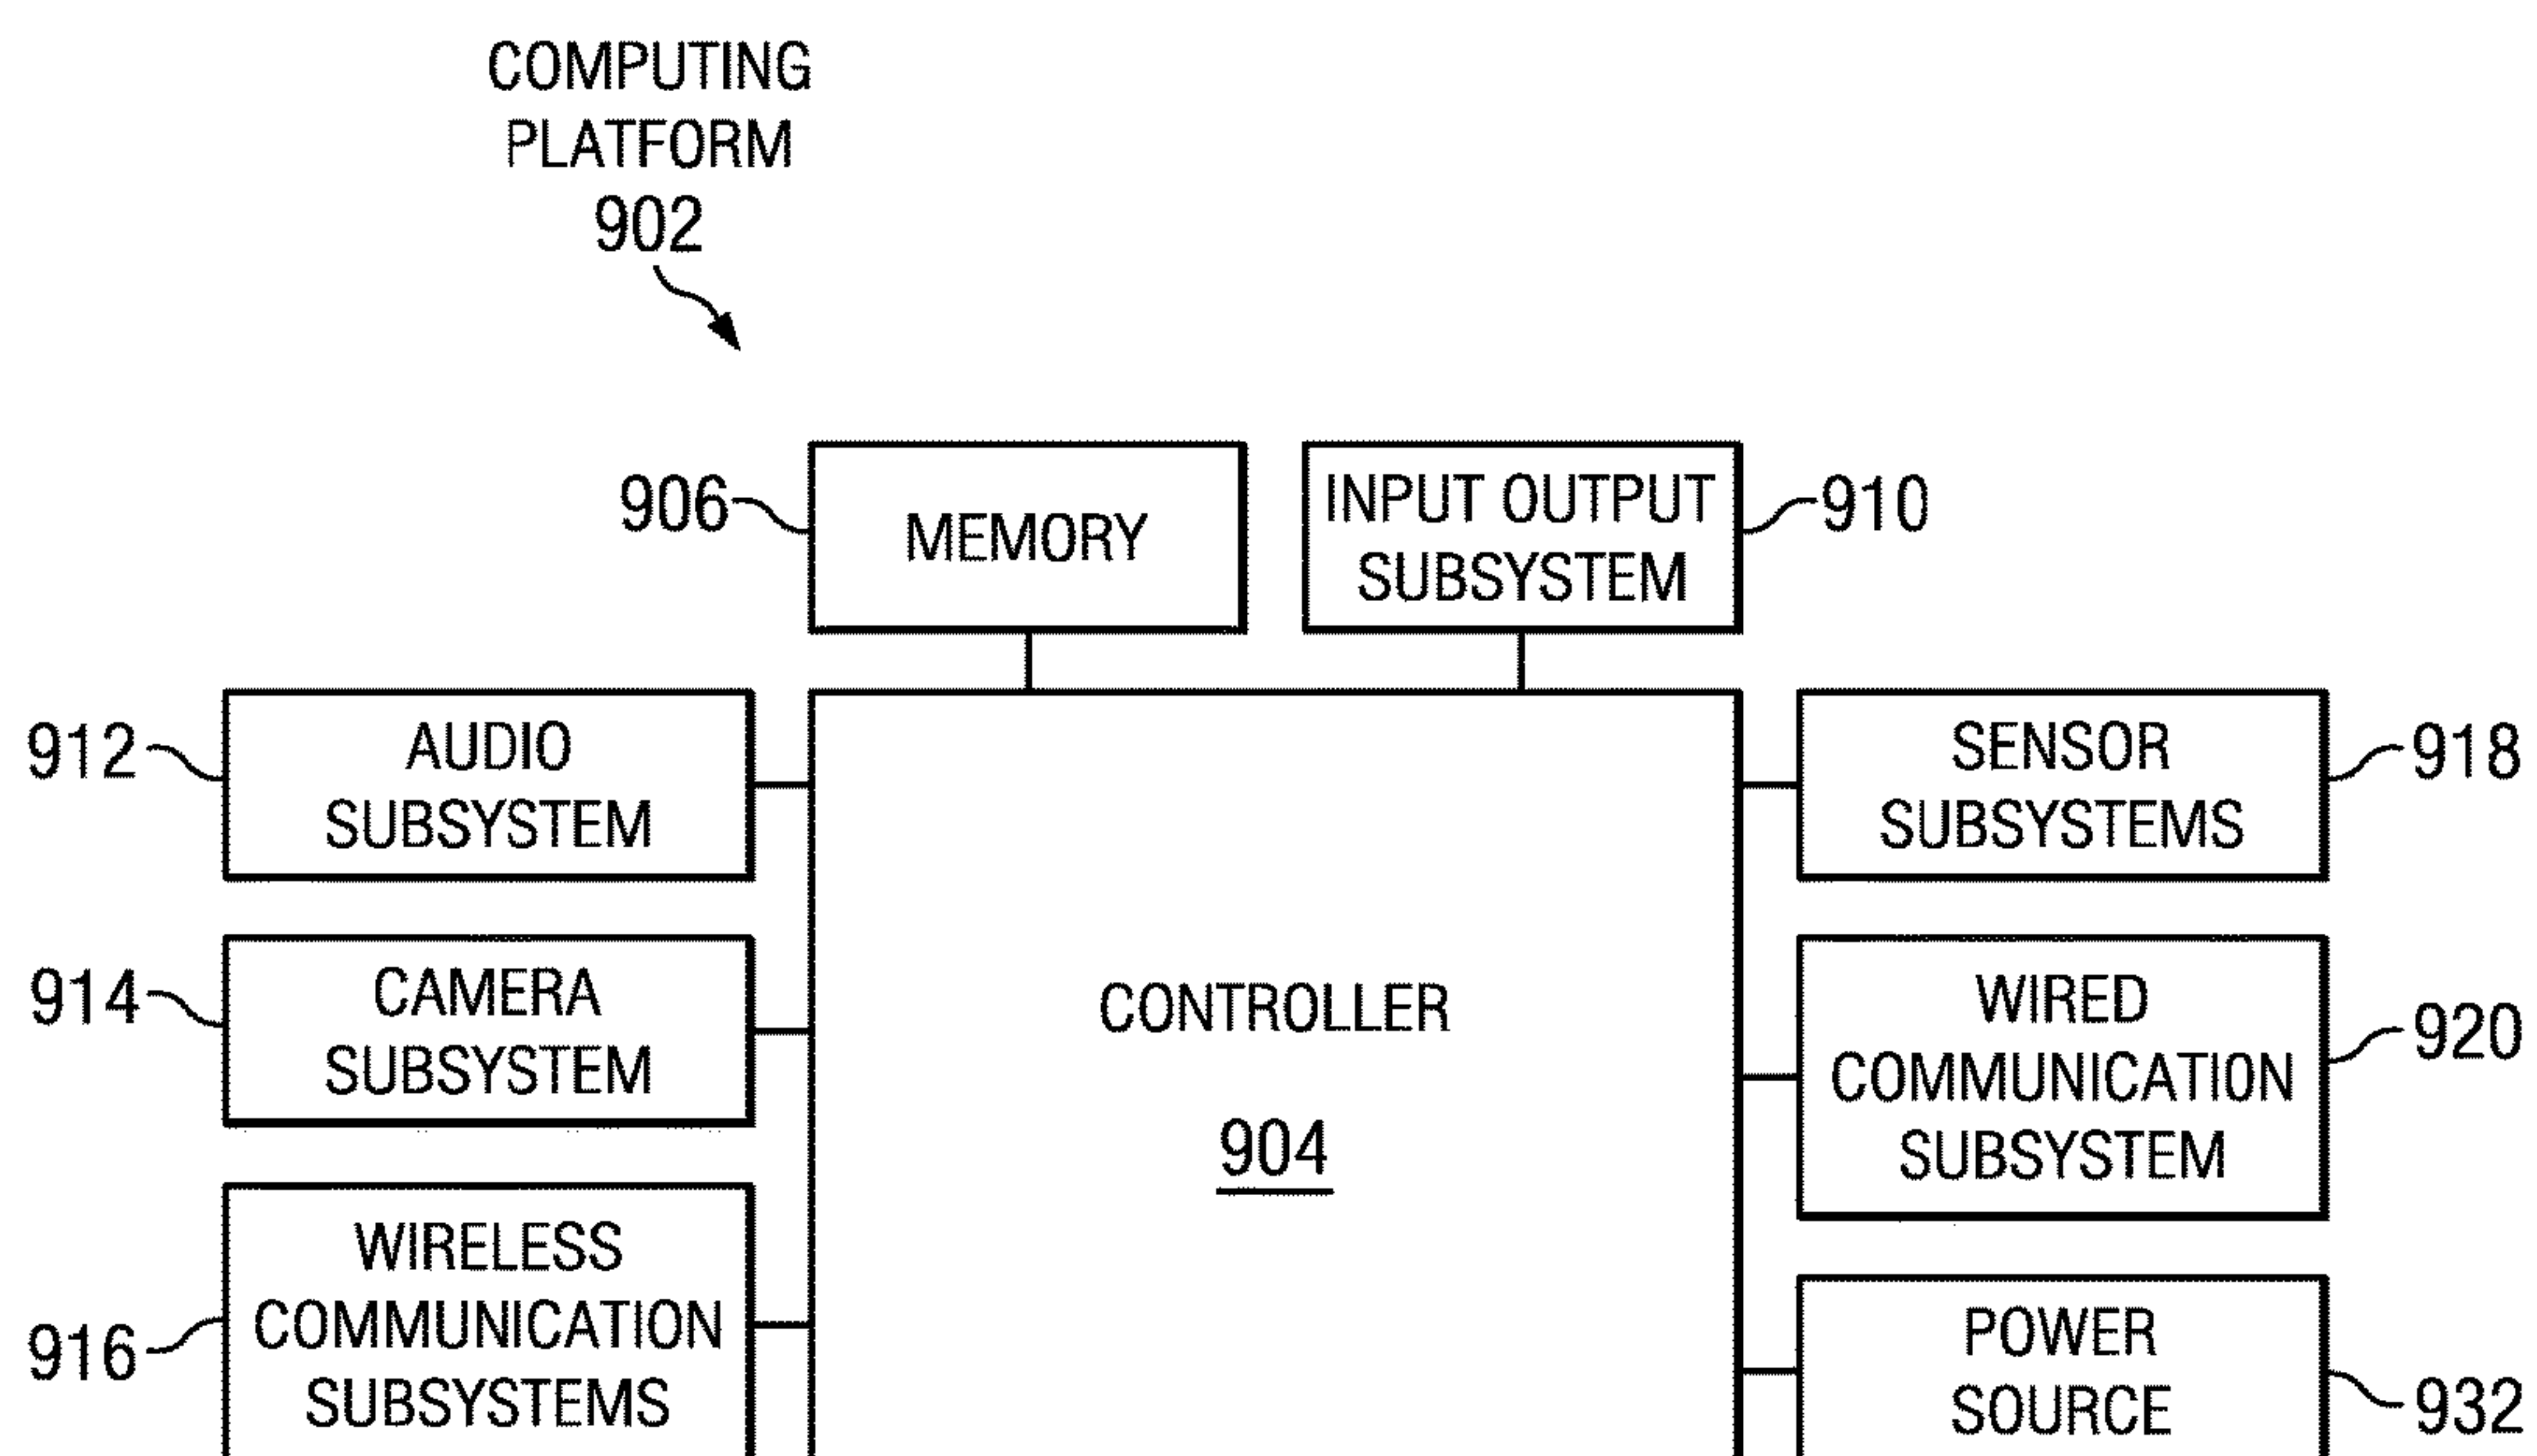 COMPUTING
PLATFORM
902
906
MEMORY
INPUT OUTPUT
SUBSYSTEM
910
912
AUDIO
SUBSYSTEM
SENSOR
SUBSYSTEMS
918
914
CAMERA
SUBSYSTEM
CONTROLLER
904
WIRED
COMMUNICATION
SUBSYSTEM
920
916
WIRELESS
COMMUNICATION
SUBSYSTEMS
POWER
SOURCE
932